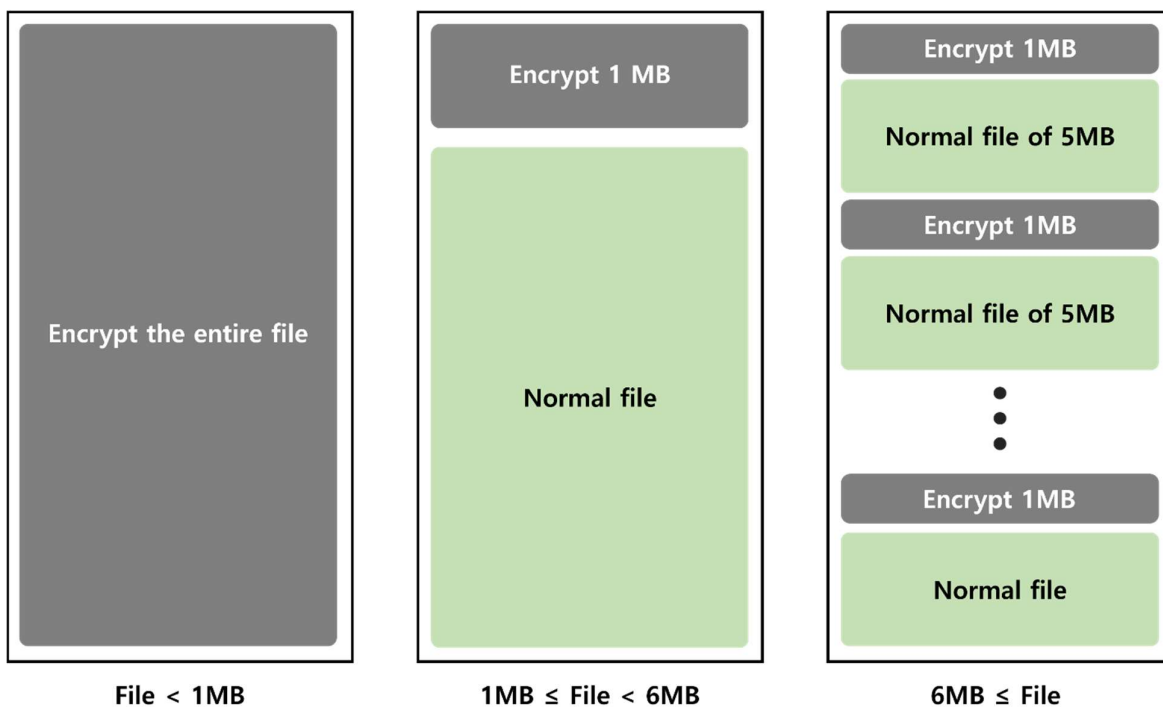 Encrypt the entire file
File < 1MB
Encrypt 1 MB
Normal file
1MB ≤ File < 6MB
Encrypt 1MB
Normal file of 5MB
Encrypt 1MB
Normal file of 5MB
Encrypt 1MB
Normal file
6MB ≤ File